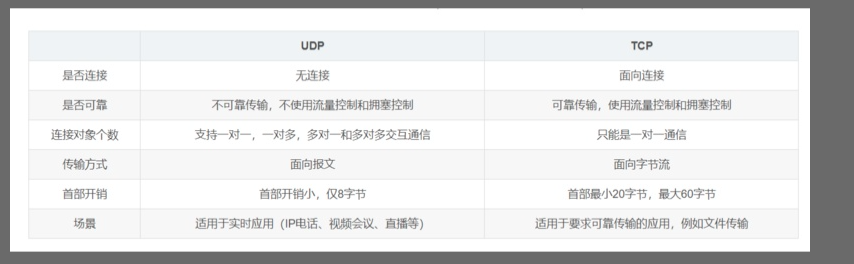 UDP TCP
是否连接 无连接 面向连接
是否可靠 不可靠传输，不使用流量控制和拥塞控制 可靠传输，使用流量控制和拥塞控制
连接对象个数 支持一对一，一对多，多对一和多对多交互通信 只能是一对一通信
传输方式 面向报文 面向字节流
首部开销 首部开销小，仅8字节 首部最小20字节，最大60字节
场景 适用于实时应用（IP电话、视频会议、直播等） 适用于要求可靠传输的应用，例如文件传输